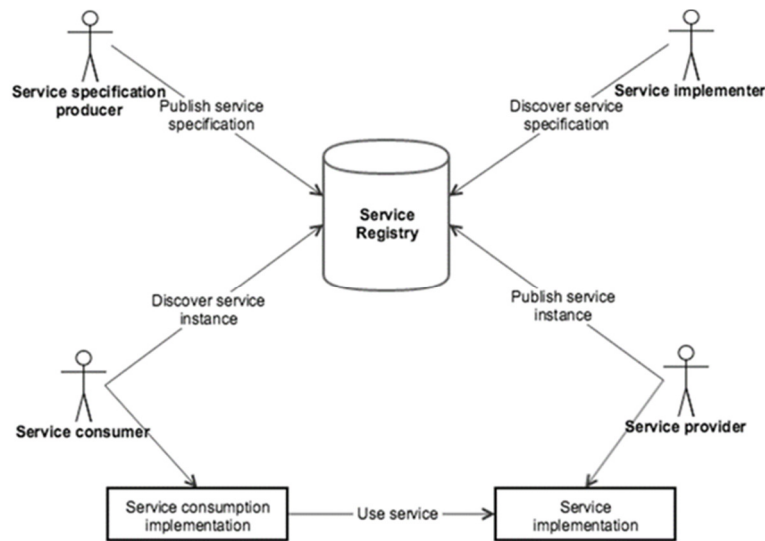 Service specification
producer
Service implementer
Publish service
specification
Discover service
specification
Service
Registry
Discover service
instance
Publish service
instance
Service consumer
Service provider
Service consumption
implementation
Use service
Service
implementation